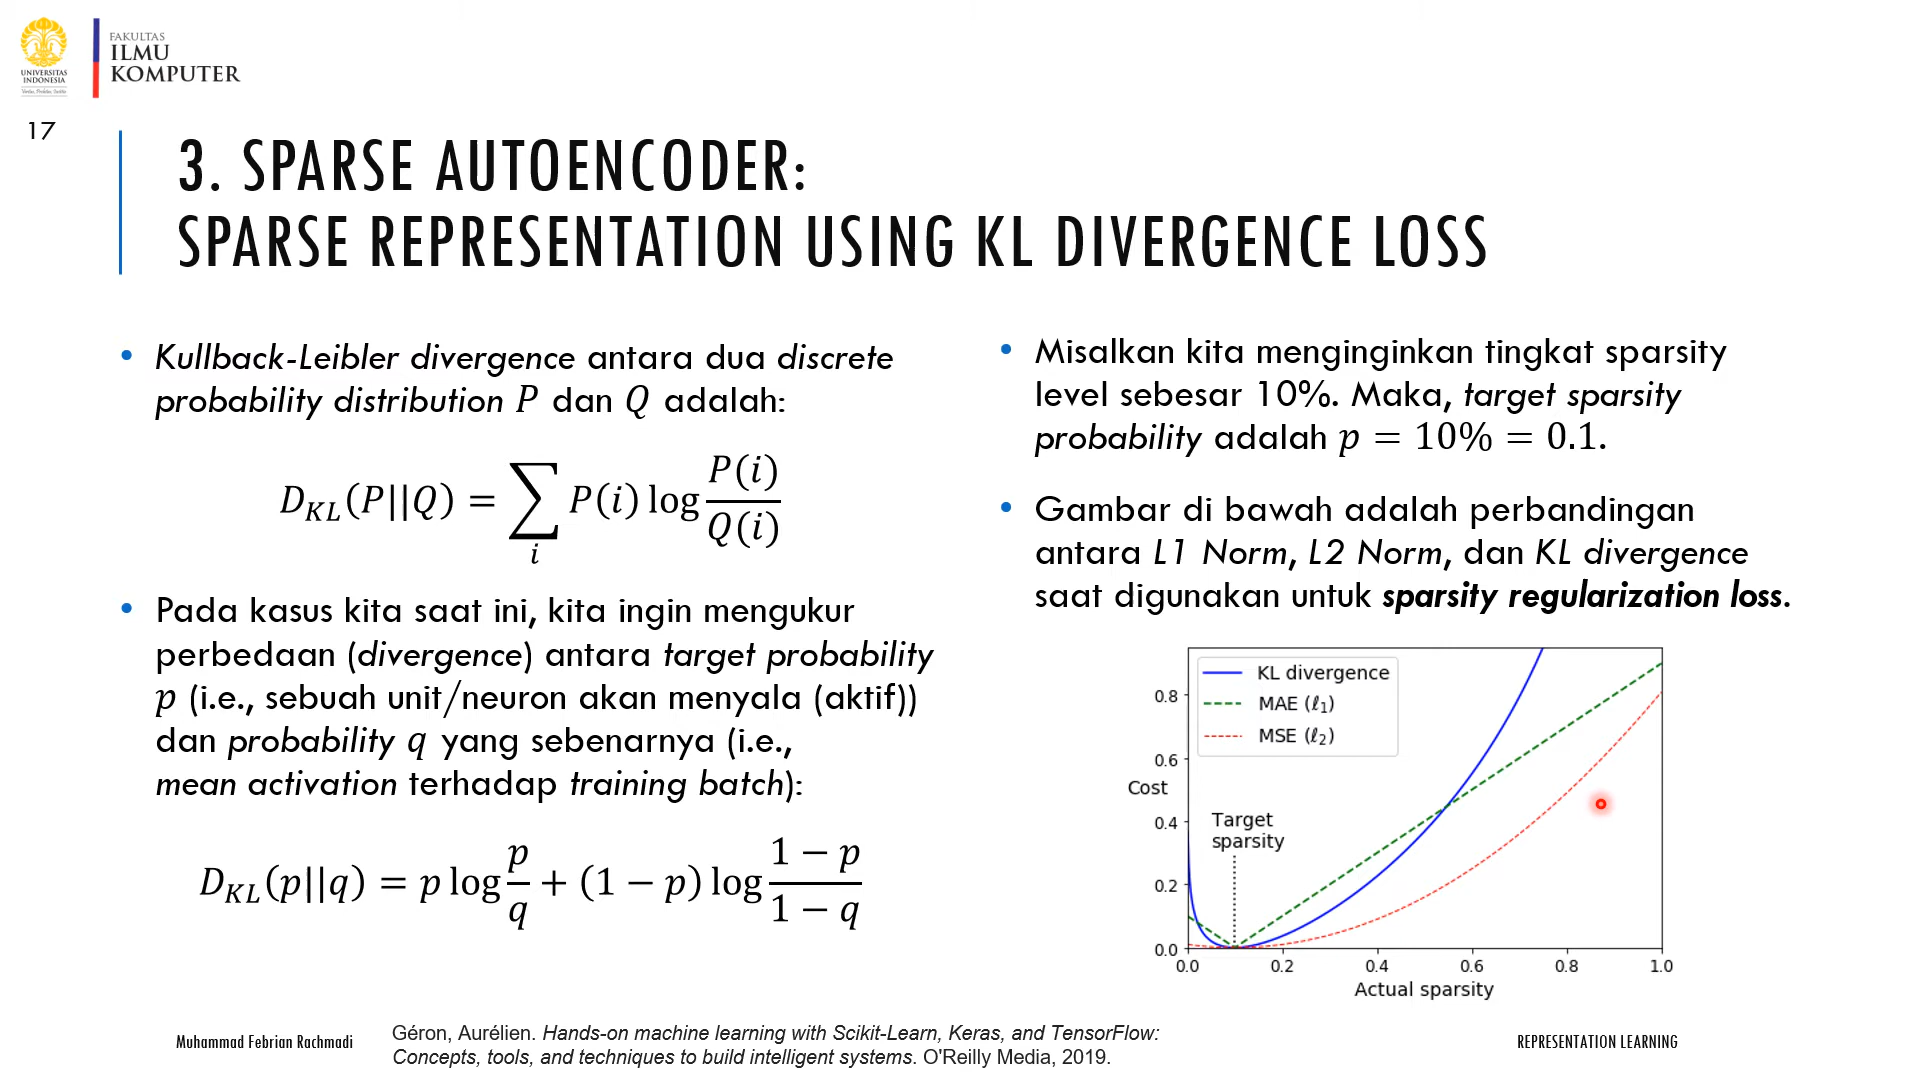 UNIVERSITAS
INDONESIA
Veritas, Probitas, Iustitia
FAKULTAS
ILMU
KOMPUTER
17
3. SPARSE AUTOENCODER:
SPARSE REPRESENTATION USING KL DIVERGENCE LOSS
• Kullback-Leibler divergence antara dua discrete
probability distribution P dan Q adalah:
D_KL(P||Q) = ∑_i P(i) log P(i)/Q(i)
• Pada kasus kita saat ini, kita ingin mengukur
perbedaan (divergence) antara target probability
p (i.e., sebuah unit/neuron akan menyala (aktif))
dan probability q yang sebenarnya (i.e.,
mean activation terhadap training batch):
D_KL(p||q) = p log p/q + (1 − p) log (1 − p)/(1 − q)
• Misalkan kita menginginkan tingkat sparsity
level sebesar 10%. Maka, target sparsity
probability adalah p = 10% = 0.1.
• Gambar di bawah adalah perbandingan
antara L1 Norm, L2 Norm, dan KL divergence
saat digunakan untuk sparsity regularization loss.
KL divergence
MAE (ℓ₁)
MSE (ℓ₂)
0.8
0.6
Cost
0.4
0.2
0.0
Target
sparsity
0.0 0.2 0.4 0.6 0.8 1.0
Actual sparsity
Muhammad Febrian Rachmadi
Géron, Aurélien. Hands-on machine learning with Scikit-Learn, Keras, and TensorFlow:
Concepts, tools, and techniques to build intelligent systems. O'Reilly Media, 2019.
REPRESENTATION LEARNING